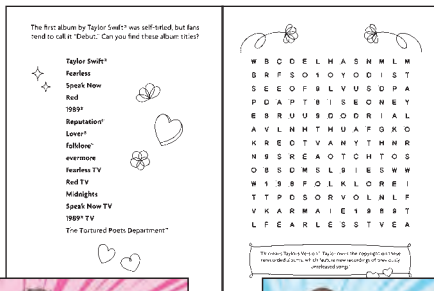 The first album by Taylor Swift® was self-titled, but fans
tend to call it "Debut." Can you find these album titles?
Taylor Swift®
Fearless
Speak Now
Red
1989®
Reputation®
Lover®
folklore®
evermore
Fearless TV
Red TV
Midnights
Speak Now TV
1989® TV
The Tortured Poets Department™
W B C D E L H A S N M L M
B R F S O 1 O Y O D I S T
S E E O F 9 L V U S D P A
P D A P T 8 I S E O N E Y
E 8 R U U 9 D O D R I A L
A V L N H T H U A F G K O
K R E D T V A N Y T H N R
N 9 S R E A O T C H T O S
O 8 S D M S L 9 I E S W W
W 1 9 8 F O L K L O R E I
T T P D S O R V O L N L F
V K A R M A I E 1 9 8 9 T
L F E A R L E S S T V E A